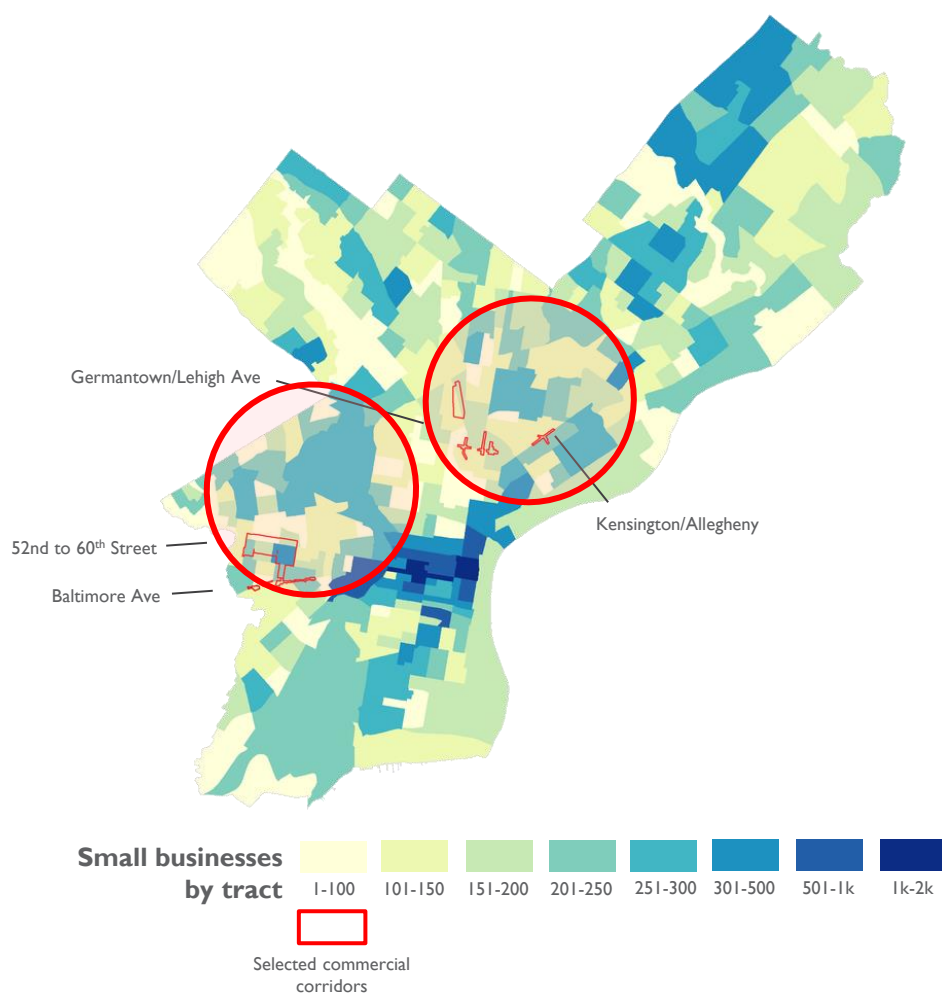 Germantown/Lehigh Ave
Kensington/Allegheny
52nd to 60th Street
Baltimore Ave
Small businesses
by tract
1-100
101-150
151-200
201-250
251-300
301-500
501-1k
1k-2k
Selected commercial
corridors